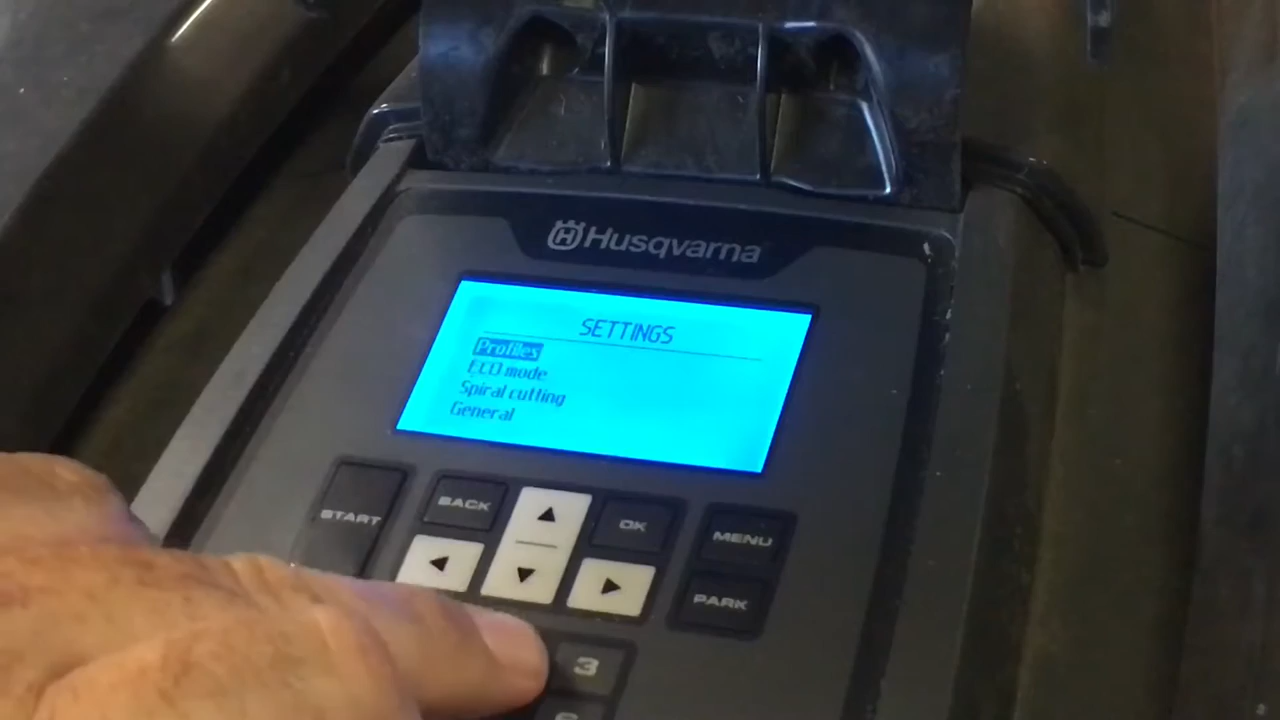 Husqvarna
SETTINGS
Profiles
ECO mode
Spiral cutting
General
START
BACK
OK
MENU
PARK
3